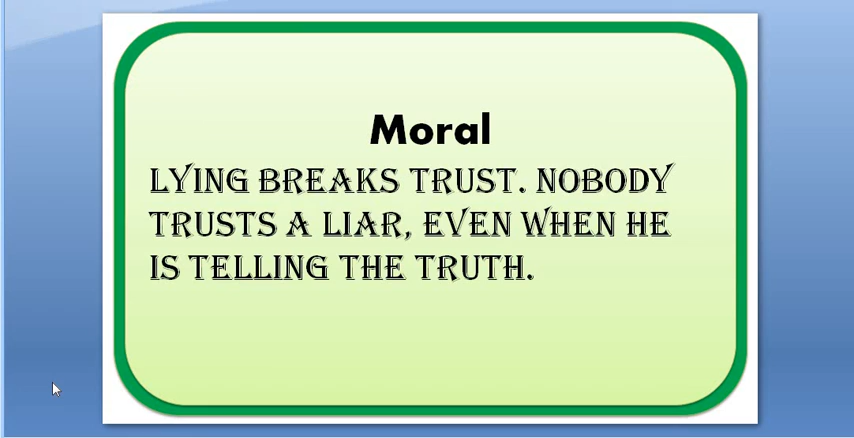 Moral
LYING BREAKS TRUST. NOBODY
TRUSTS A LIAR, EVEN WHEN HE
IS TELLING THE TRUTH.